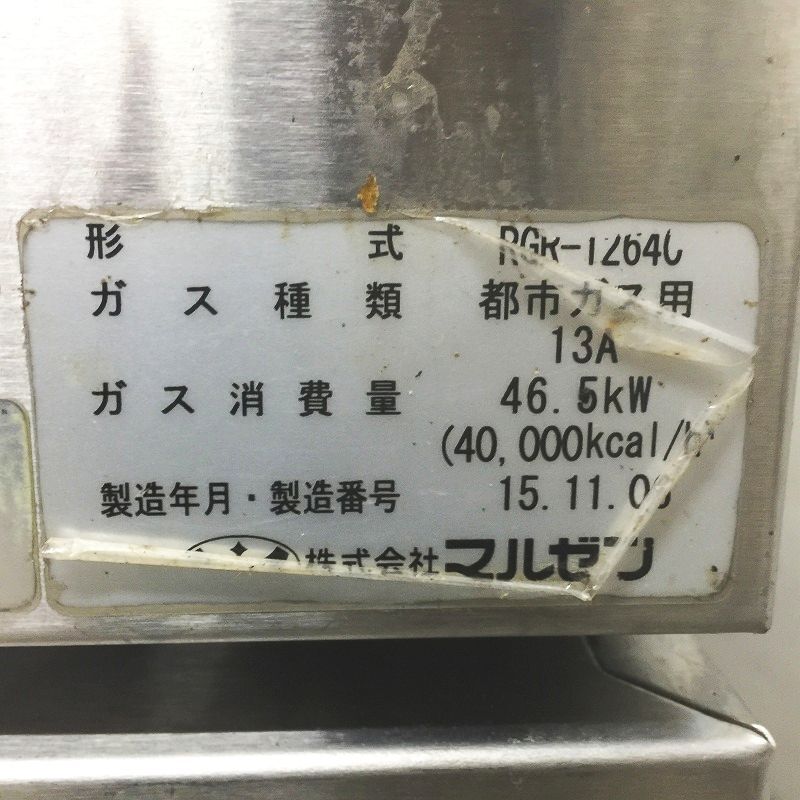 形式 RGR-1264C
ガス種類 都市ガス用
13A
ガス消費量 46.5kW
(40,000kcal/h
製造年月・製造番号 15.11.0
株式会社マルゼン